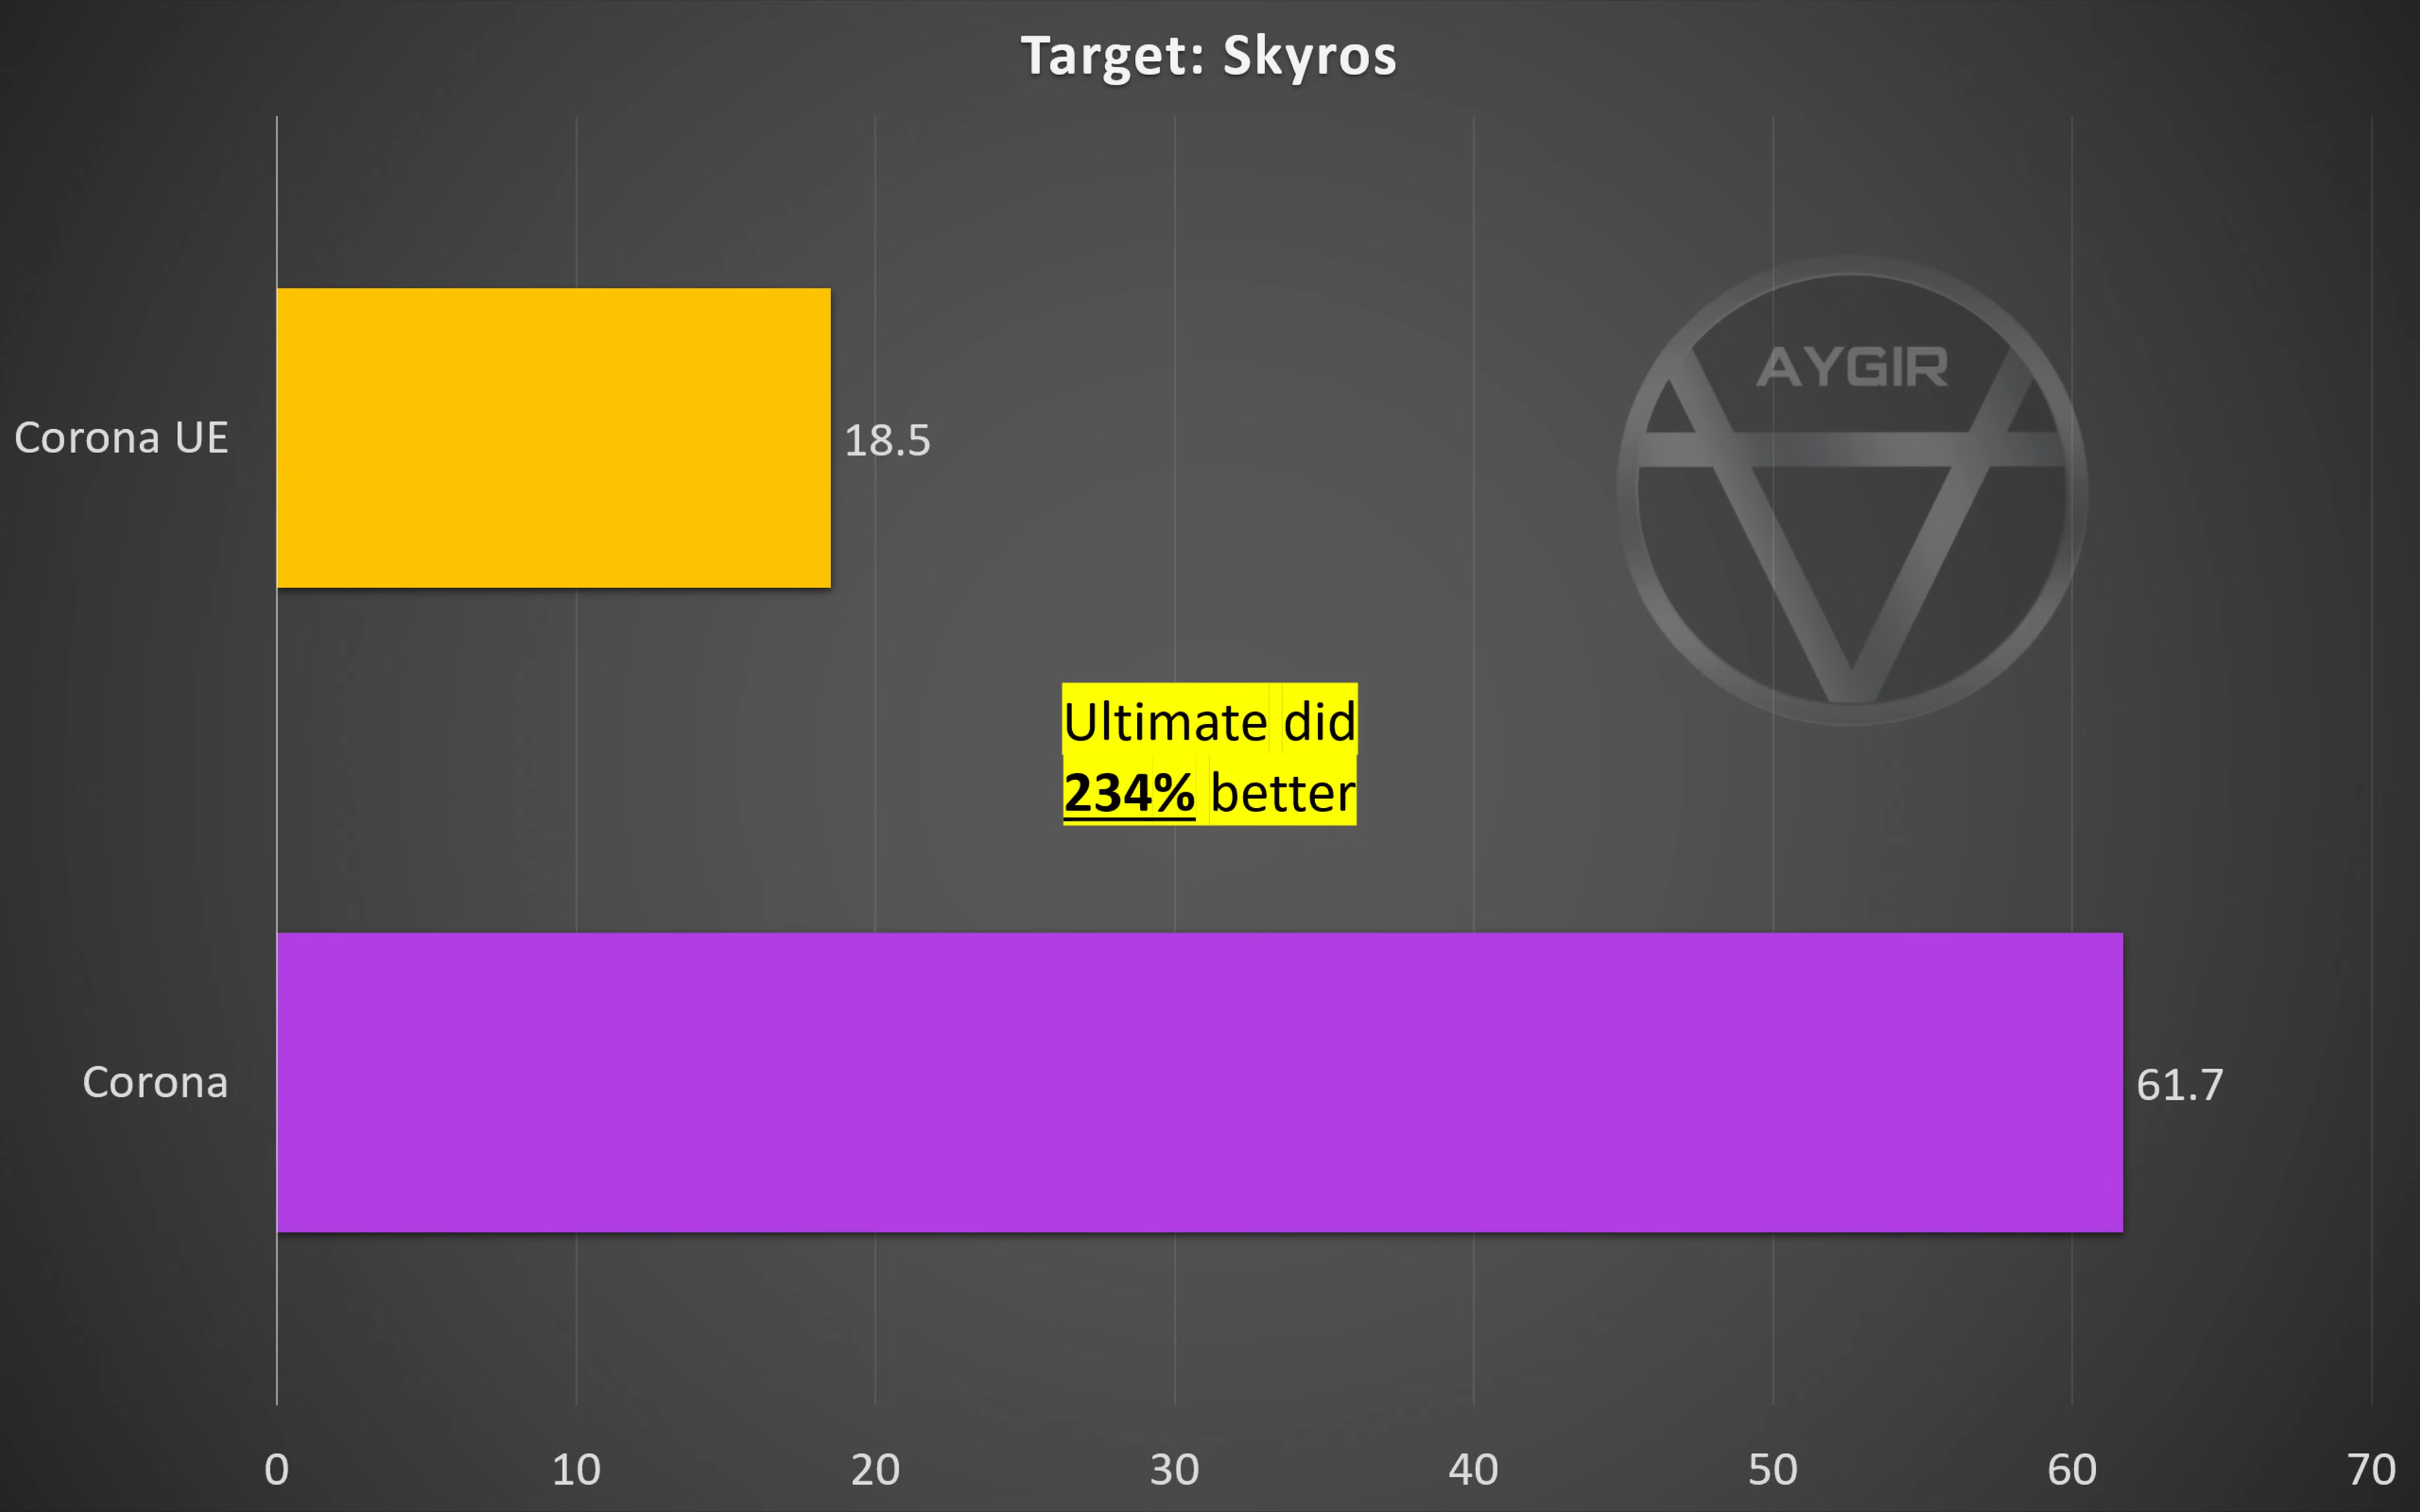 Target: Skyros
AYGIR
Corona UE
18.5
Ultimate did
234% better
Corona
61.7
0 10 20 30 40 50 60 70